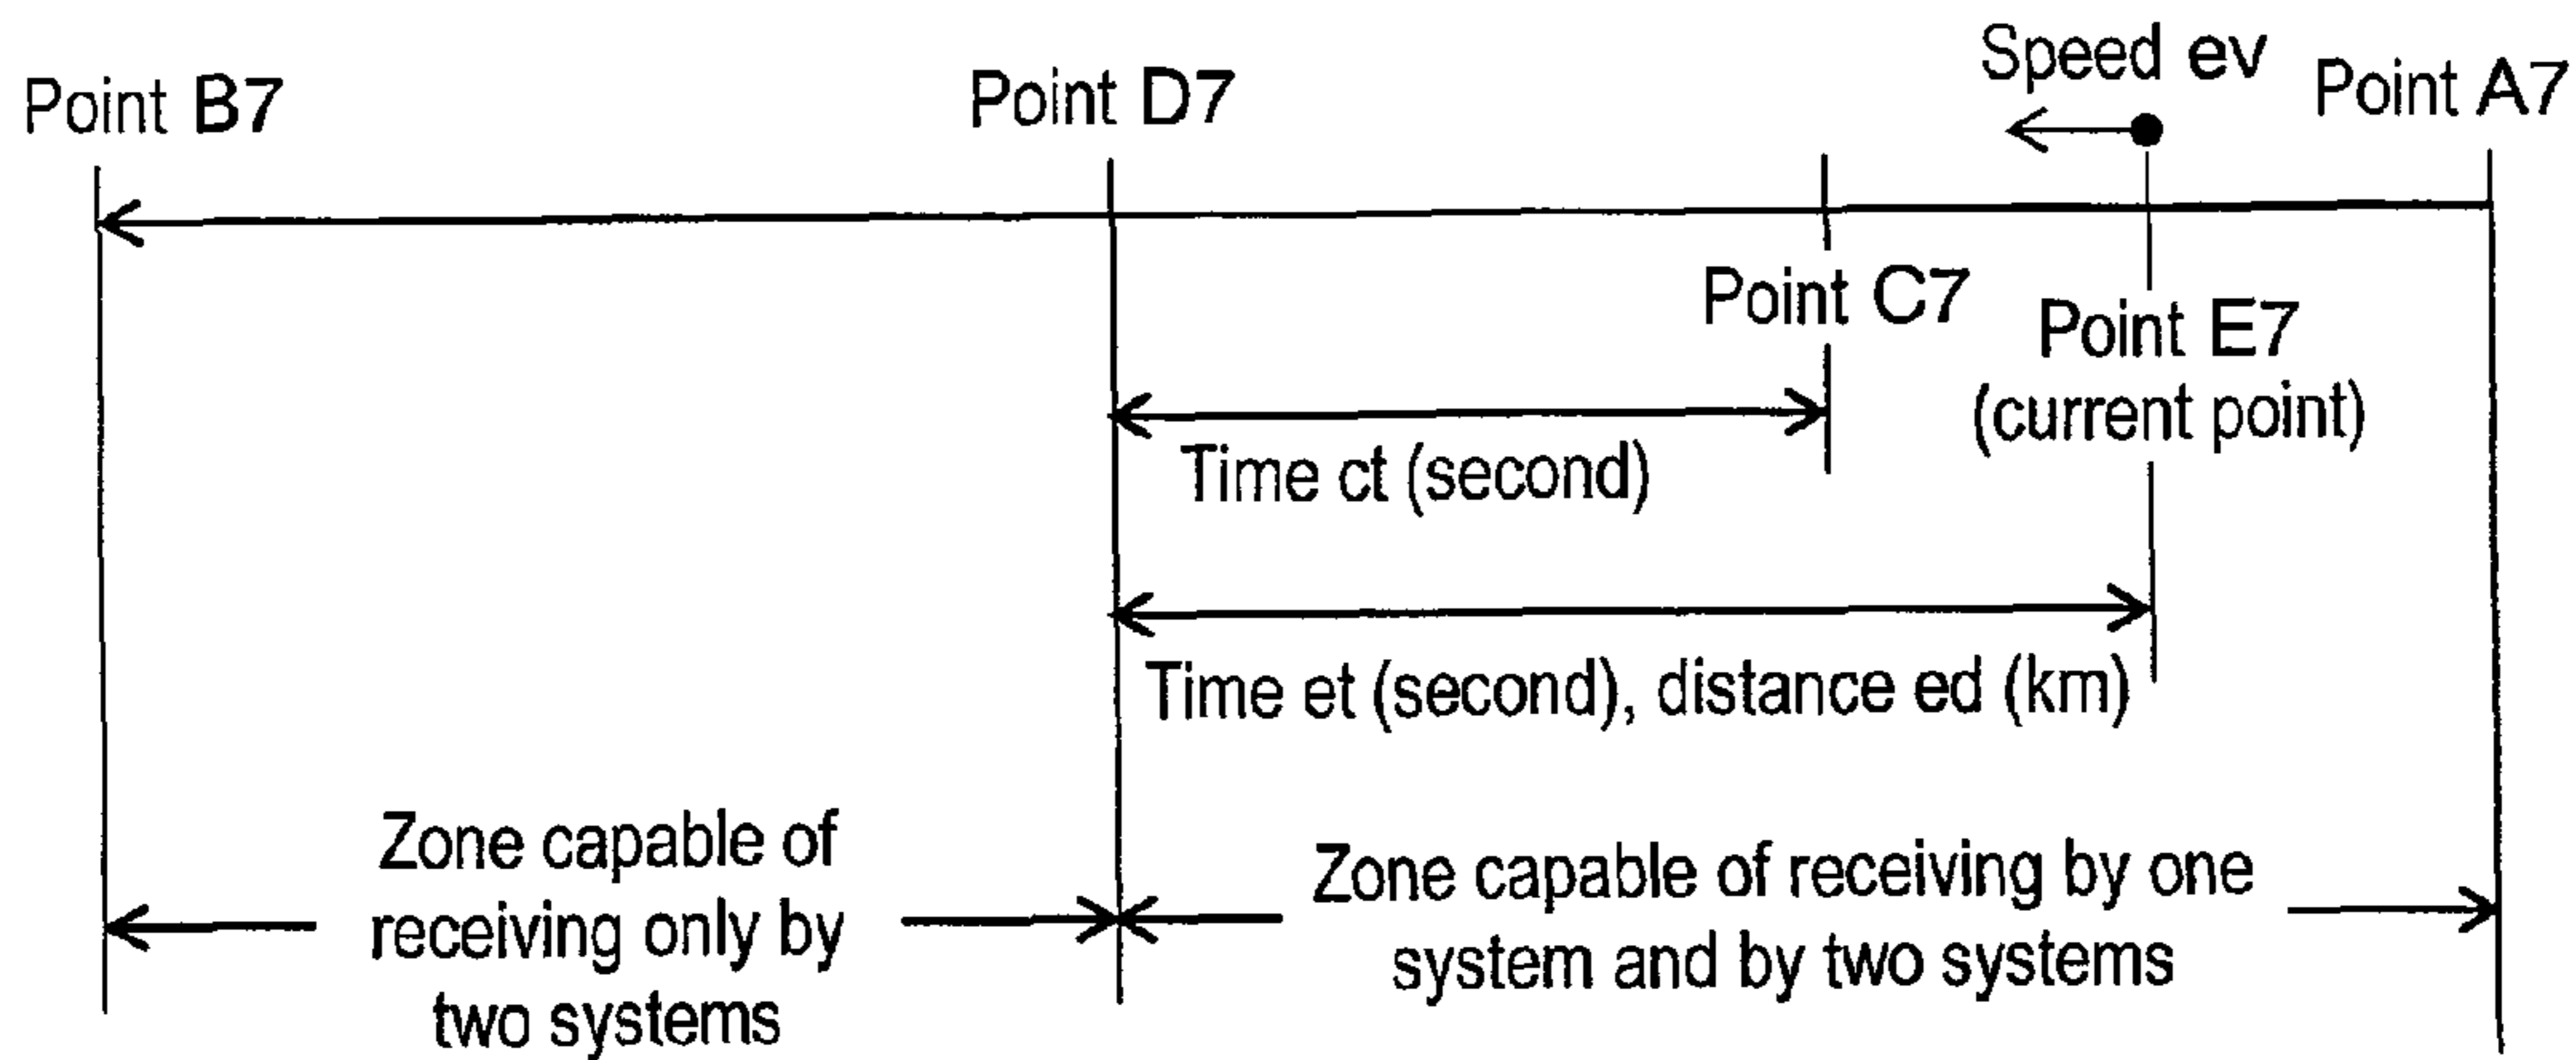 Speed ev
Point B7
Point D7
Point A7
Point C7
Point E7
(current point)
Time ct (second)
Time et (second), distance ed (km)
Zone capable of
receiving only by
two systems
Zone capable of receiving by one
system and by two systems